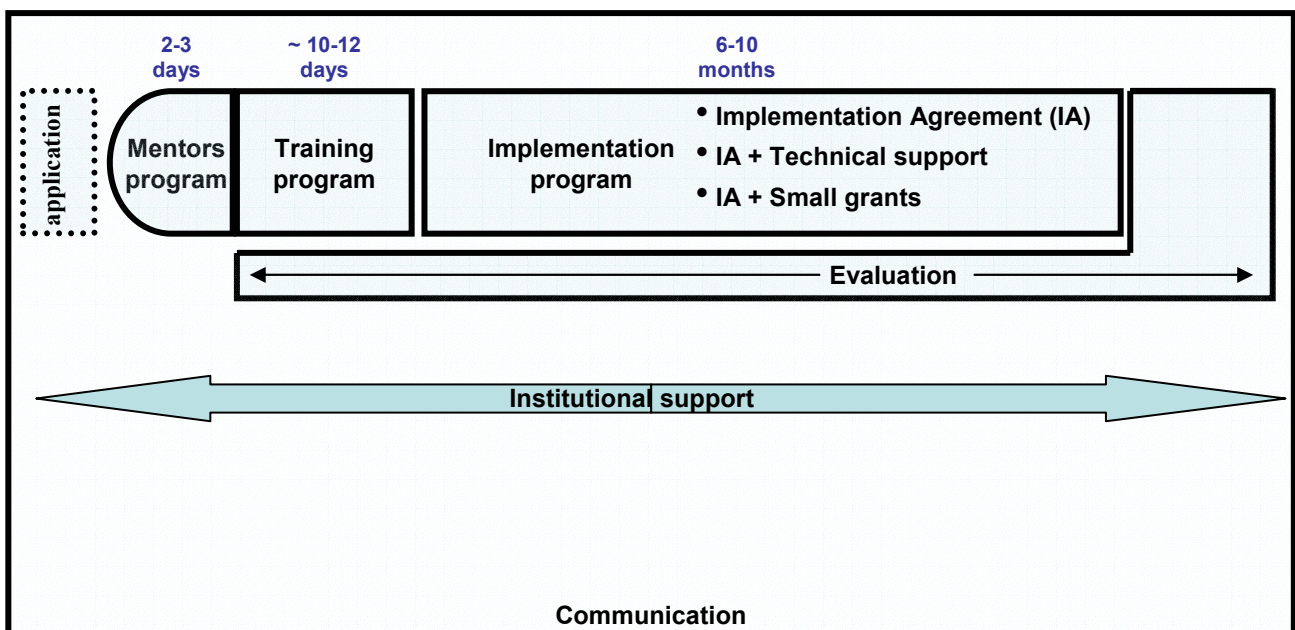 2-3
days
~ 10-12
days
6-10
months
application
Mentors
program
Training
program
Implementation
program
• Implementation Agreement (IA)
• IA + Technical support
• IA + Small grants
Evaluation
Institutional support
Communication